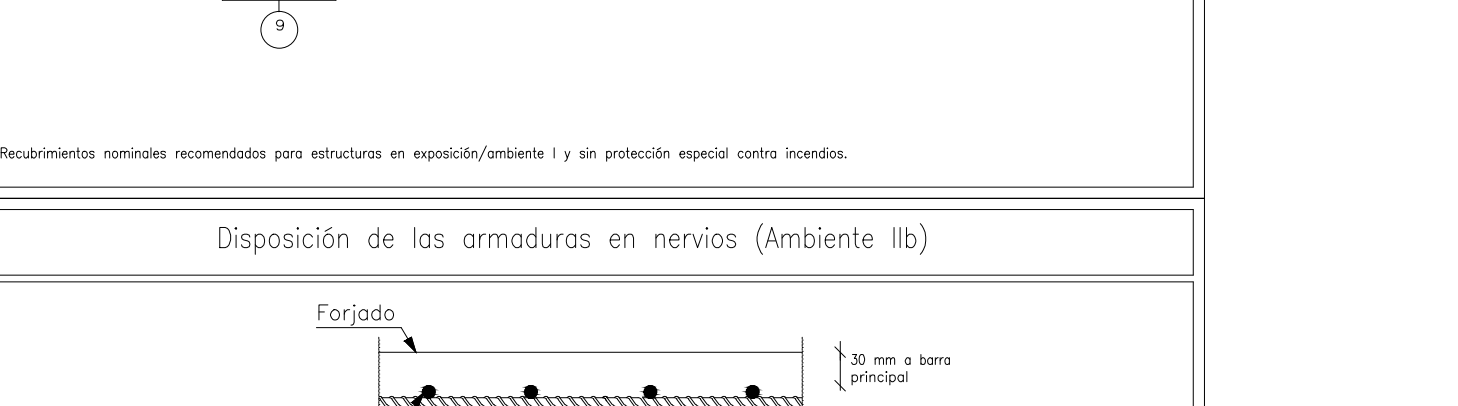 9
Recubrimientos nominales recomendados para estructuras en exposición/ambiente I y sin protección especial contra incendios.
Disposición de las armaduras en nervios (Ambiente IIb)
Forjado
30 mm a barra
principal